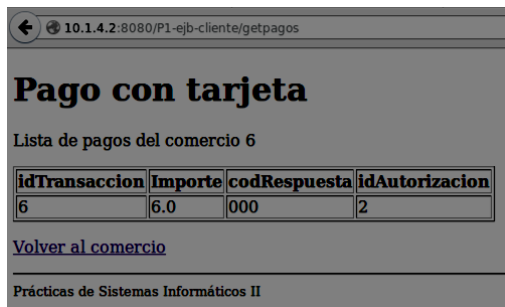 10.1.4.2:8080/P1-ejb-cliente/getpagos
Pago con tarjeta
Lista de pagos del comercio 6
idTransaccion Importe codRespuesta idAutorizacion
6 6.0 000 2
Volver al comercio
Prácticas de Sistemas Informáticos II